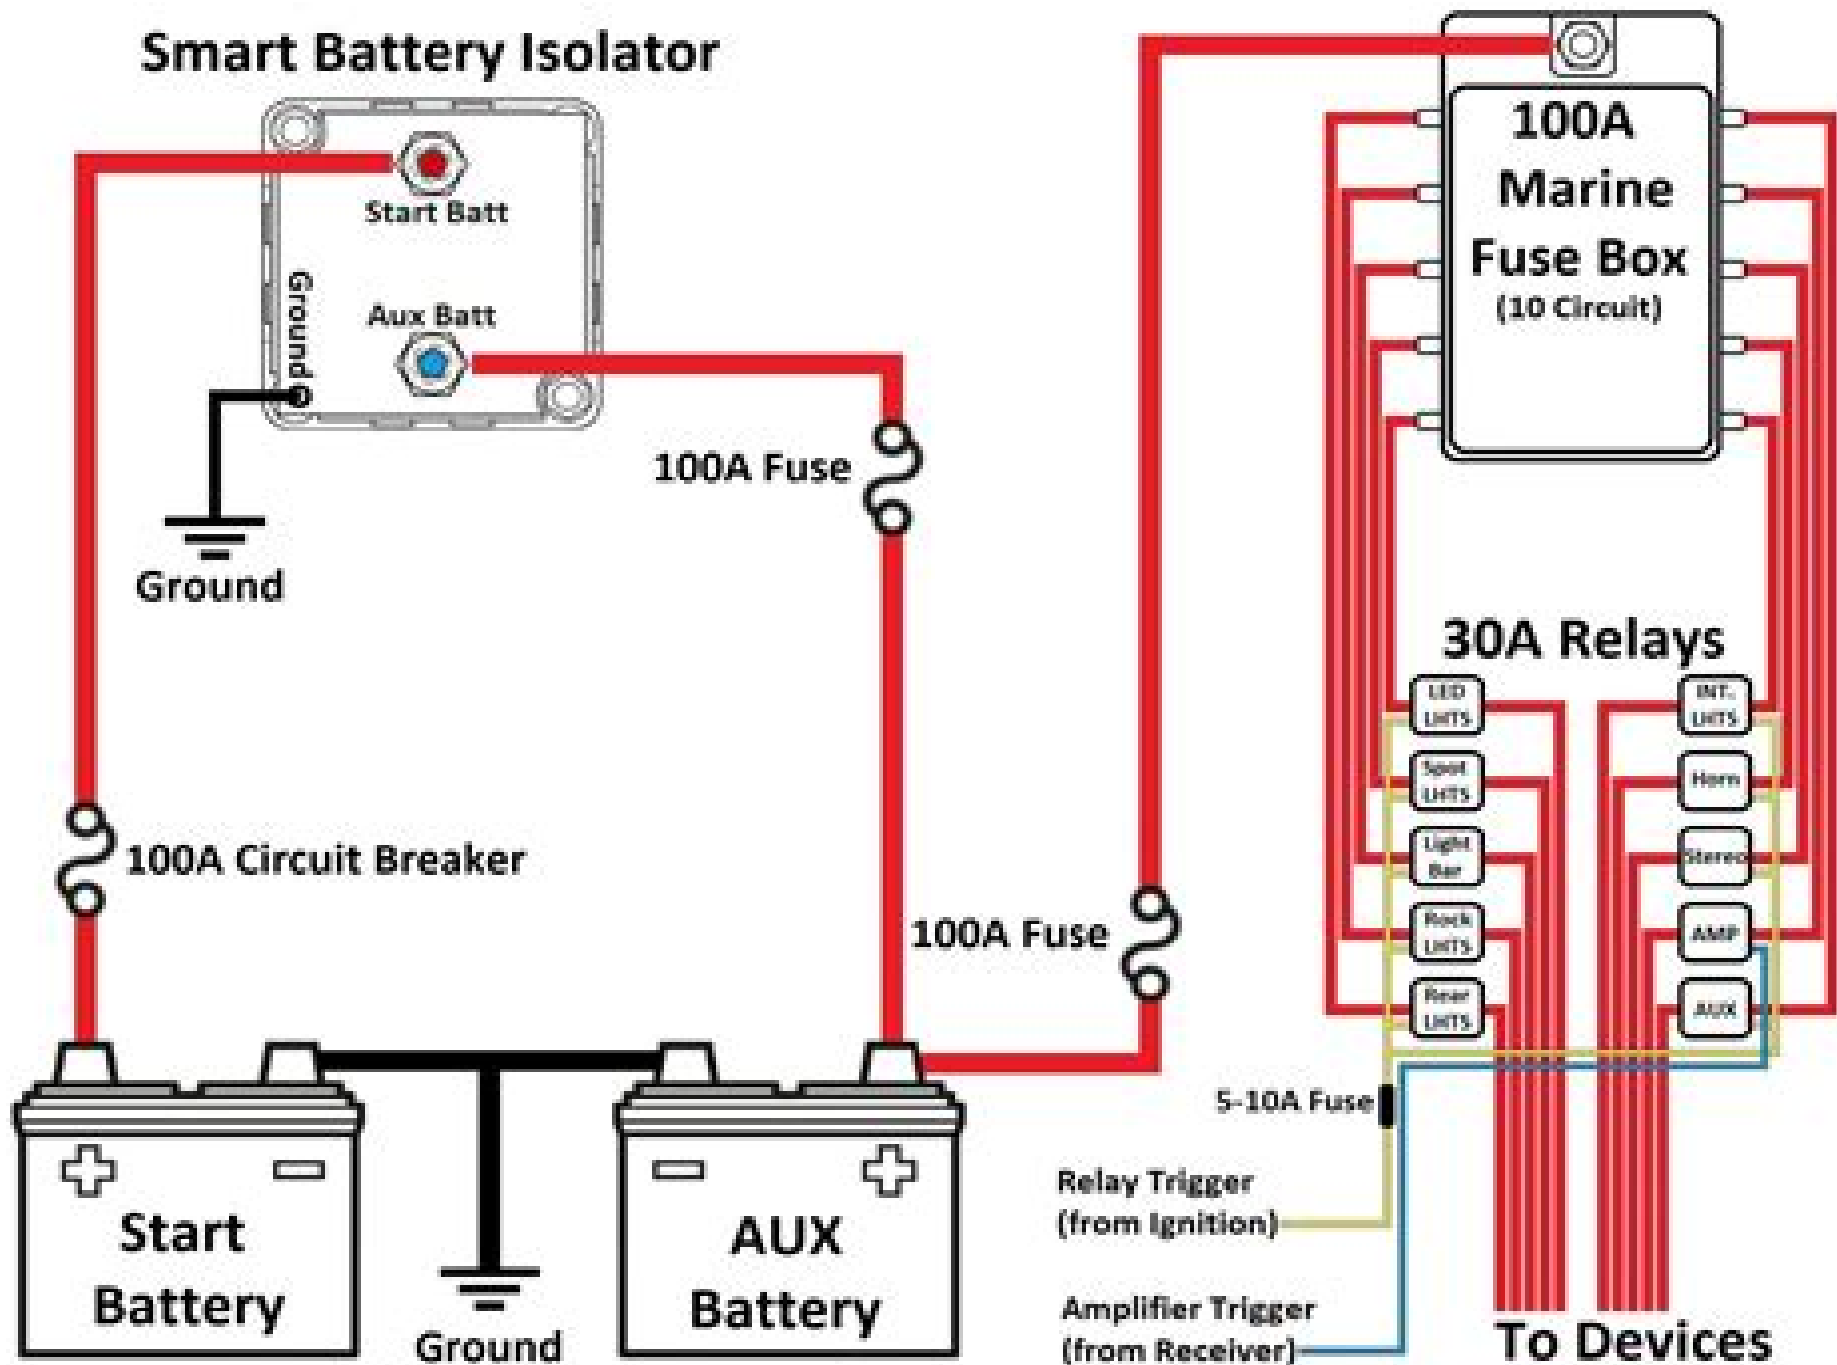 Smart Battery Isolator
Start Batt
Aux Batt
Ground
Ground
100A Fuse
100A Circuit Breaker
100A Fuse
Start
Battery
Ground
AUX
Battery
100A
Marine
Fuse Box
(10 Circuit)
30A Relays
LED
LHTS
Spot
LHTS
Light
Bar
Rock
LHTS
Rear
LHTS
INT.
LHTS
Horn
Stereo
AMP
AUX
5-10A Fuse
Relay Trigger
(from Ignition)
Amplifier Trigger
(from Receiver)
To Devices